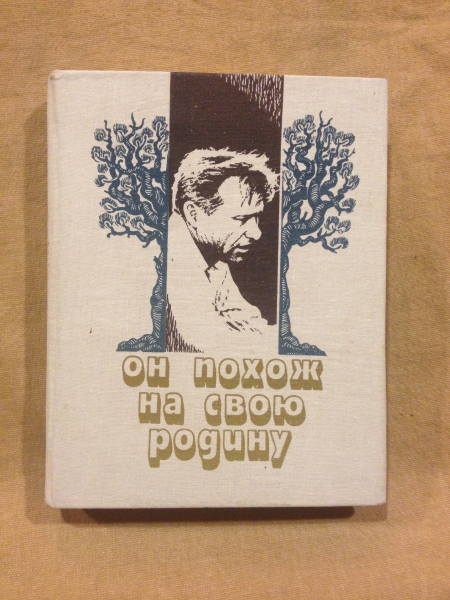 он похож
на свою
родину